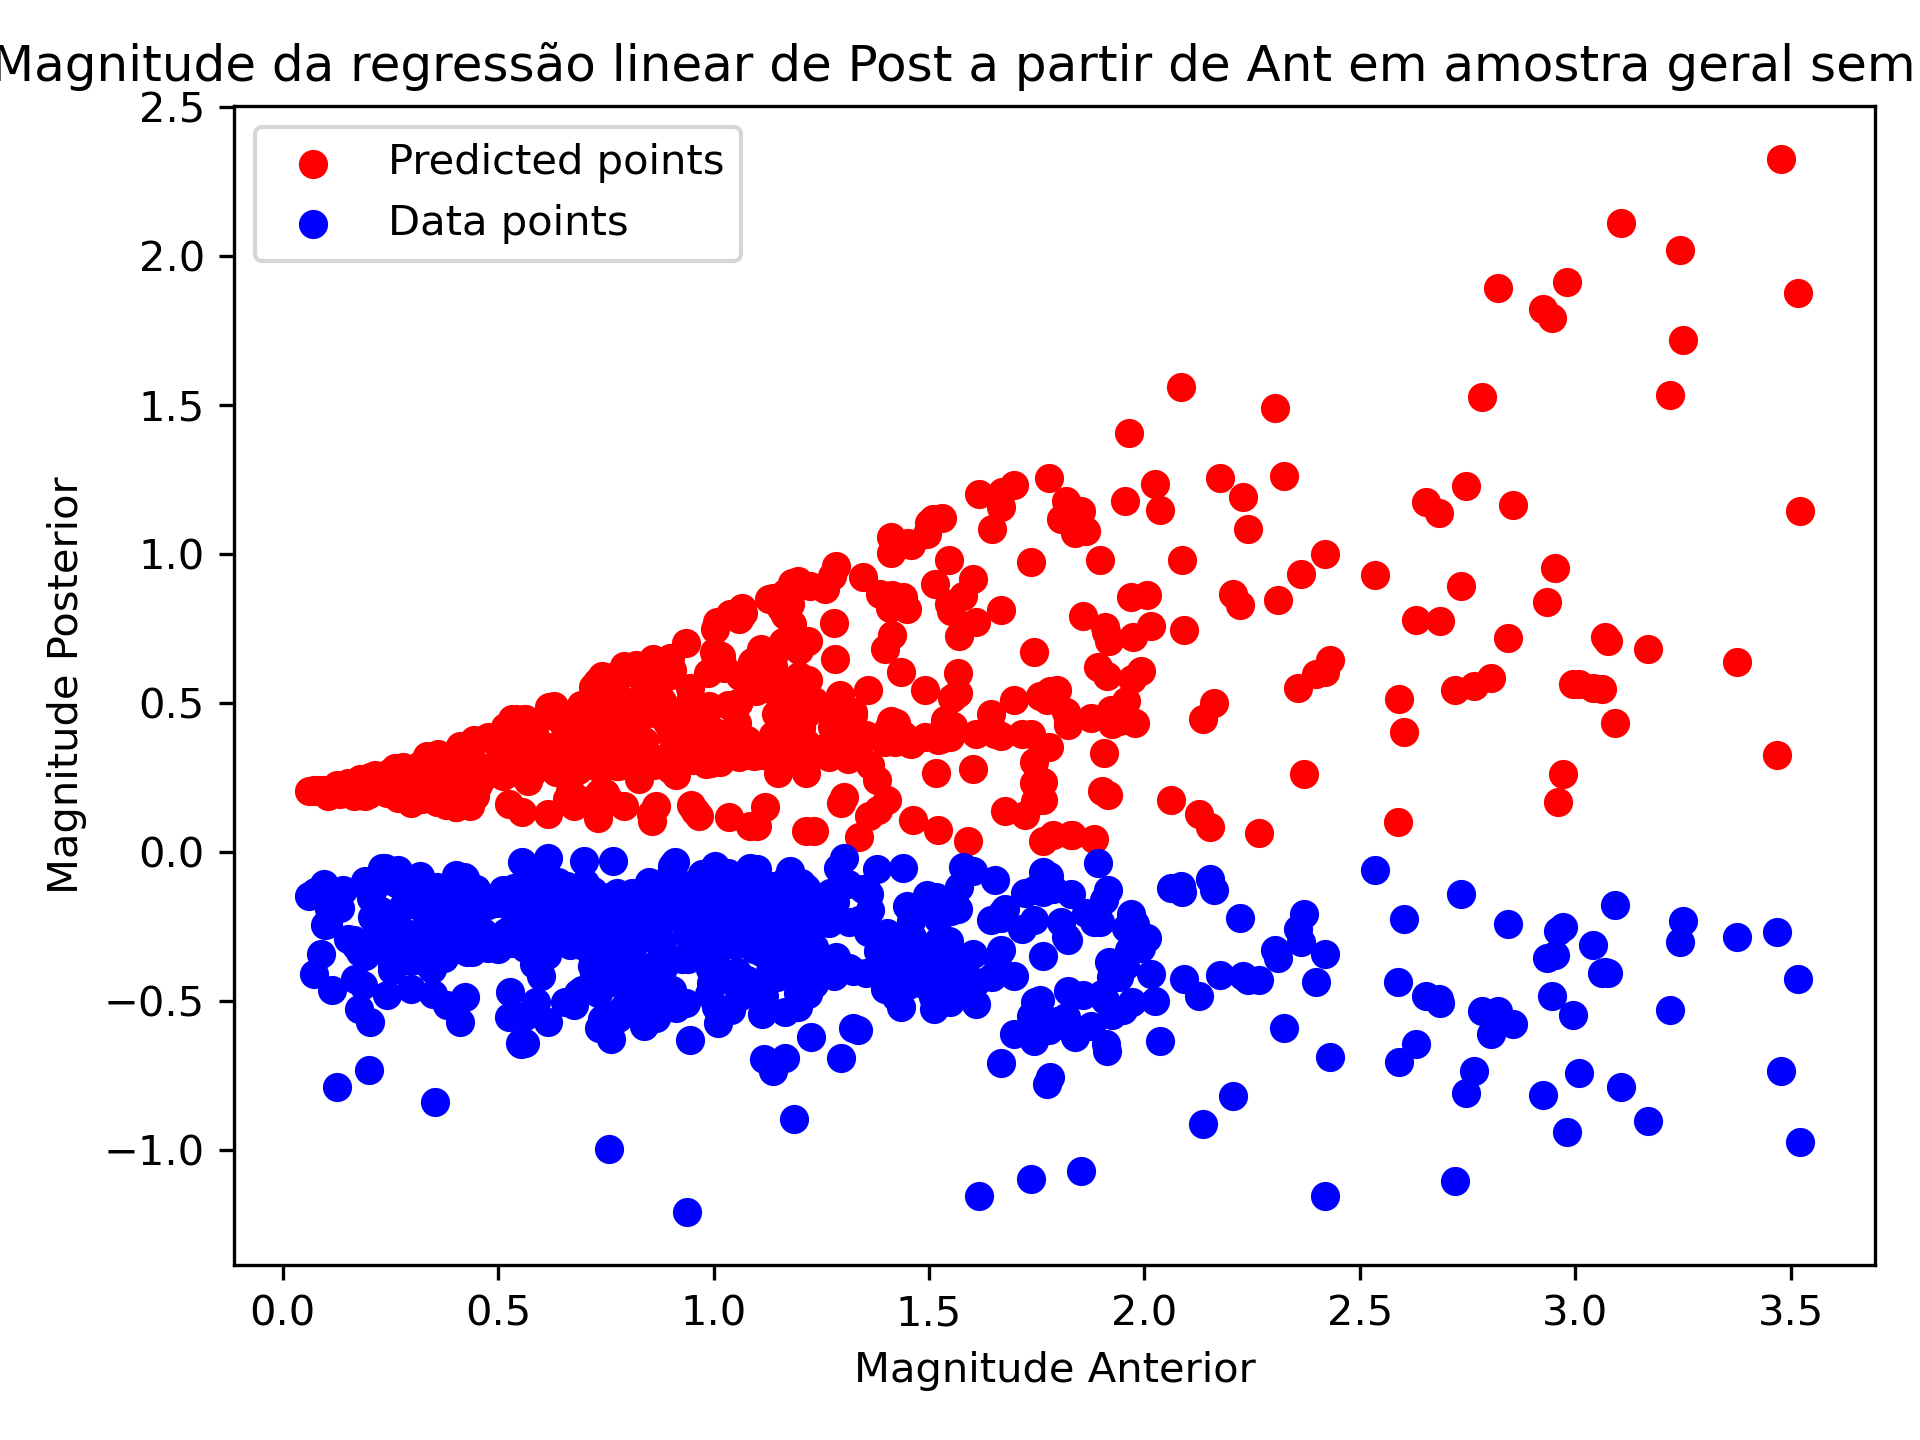 Magnitude da regressão linear de Post a partir de Ant em amostra geral sem
Predicted points
Data points
2.5
2.0
1.5
1.0
0.5
0.0
−0.5
−1.0
Magnitude Posterior
0.0 0.5 1.0 1.5 2.0 2.5 3.0 3.5
Magnitude Anterior